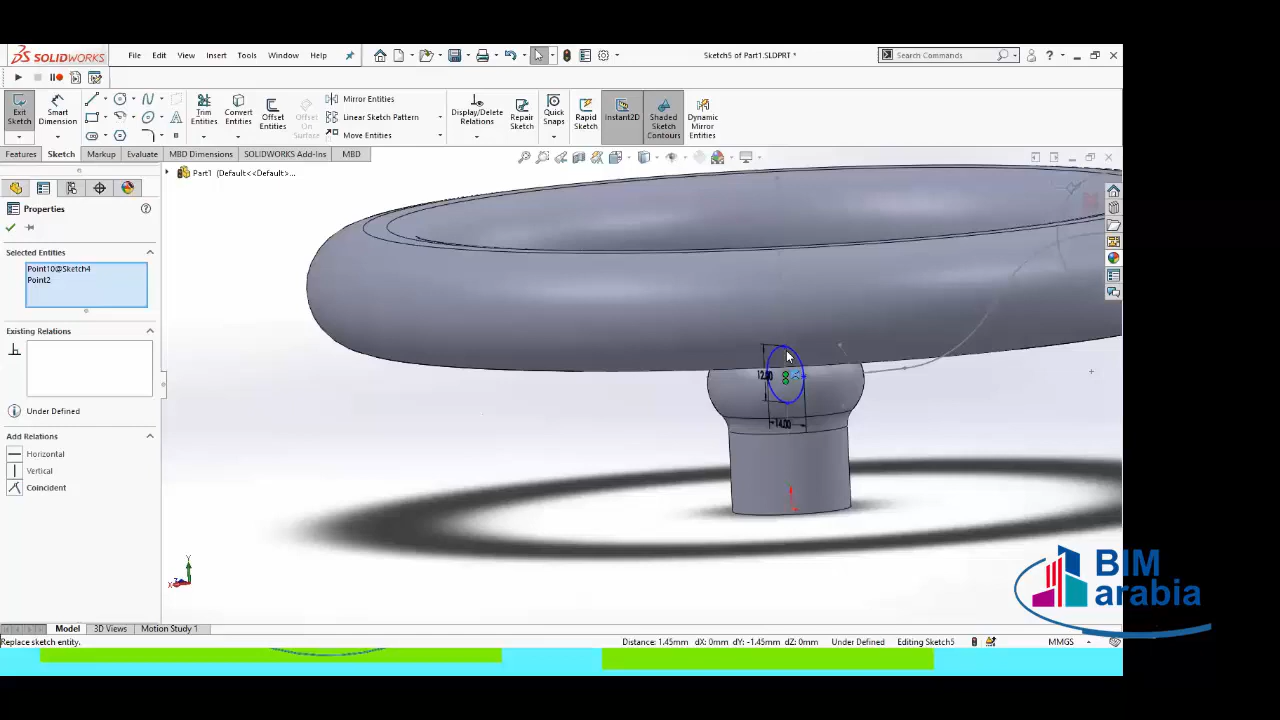 SOLIDWORKS
File Edit View Insert Tools Window Help
Sketch5 of Part1.SLDPRT *
Search Commands
Exit Sketch
Smart Dimension
Trim Entities
Convert Entities
Offset Entities
Offset On Surface
Mirror Entities
Linear Sketch Pattern
Move Entities
Display/Delete Relations
Repair Sketch
Quick Snaps
Rapid Sketch
Instant2D
Shaded Sketch Contours
Dynamic Mirror Entities
Features Sketch Markup Evaluate MBD Dimensions SOLIDWORKS Add-Ins MBD
Part1 (Default<<Default>...
Properties
Selected Entities
Point10@Sketch4
Point2
Existing Relations
Under Defined
Add Relations
Horizontal
Vertical
Coincident
12.00
14.00
Y
X
Z
BIM
arabia
Model 3D Views Motion Study 1
Replace sketch entity.
Distance: 1.45mm dX: 0mm dY: -1.45mm dZ: 0mm Under Defined Editing Sketch5 MMGS